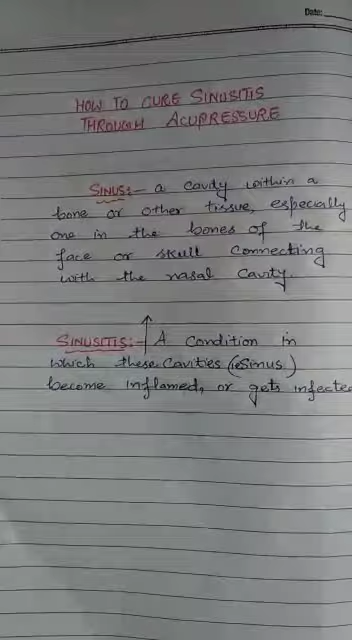 Date:
HOW TO CURE SINUSITIS
THROUGH ACUPRESSURE
SINUS:- a cavity within a
bone or other tissue, especially
one in the bones of the
face or skull connecting
with the nasal cavity.
SINUSITIS:- A condition in
which these cavities (ie Sinus)
become inflamed, or gets infected